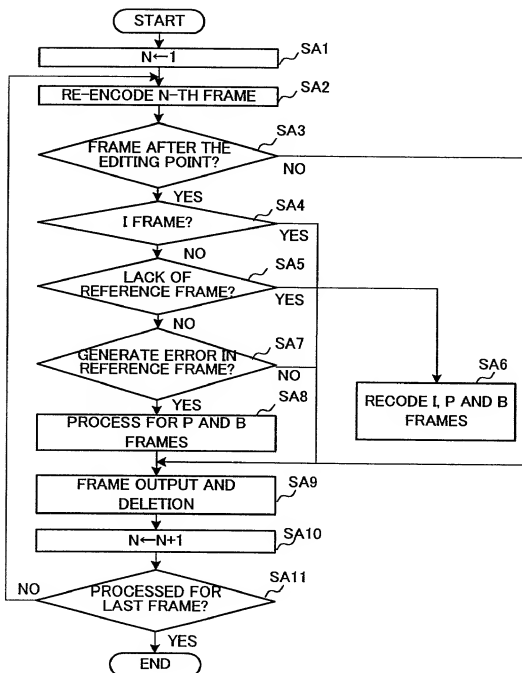 START
N←1
SA1
RE-ENCODE N-TH FRAME
SA2
FRAME AFTER THE
EDITING POINT?
SA3
NO
YES
I FRAME?
SA4
YES
NO
LACK OF
REFERENCE FRAME?
SA5
YES
NO
GENERATE ERROR IN
REFERENCE FRAME?
SA7
NO
YES
SA6
RECODE I, P AND B
FRAMES
SA8
PROCESS FOR P AND B
FRAMES
FRAME OUTPUT AND
DELETION
SA9
N←N+1
SA10
PROCESSED FOR
LAST FRAME?
SA11
NO
YES
END